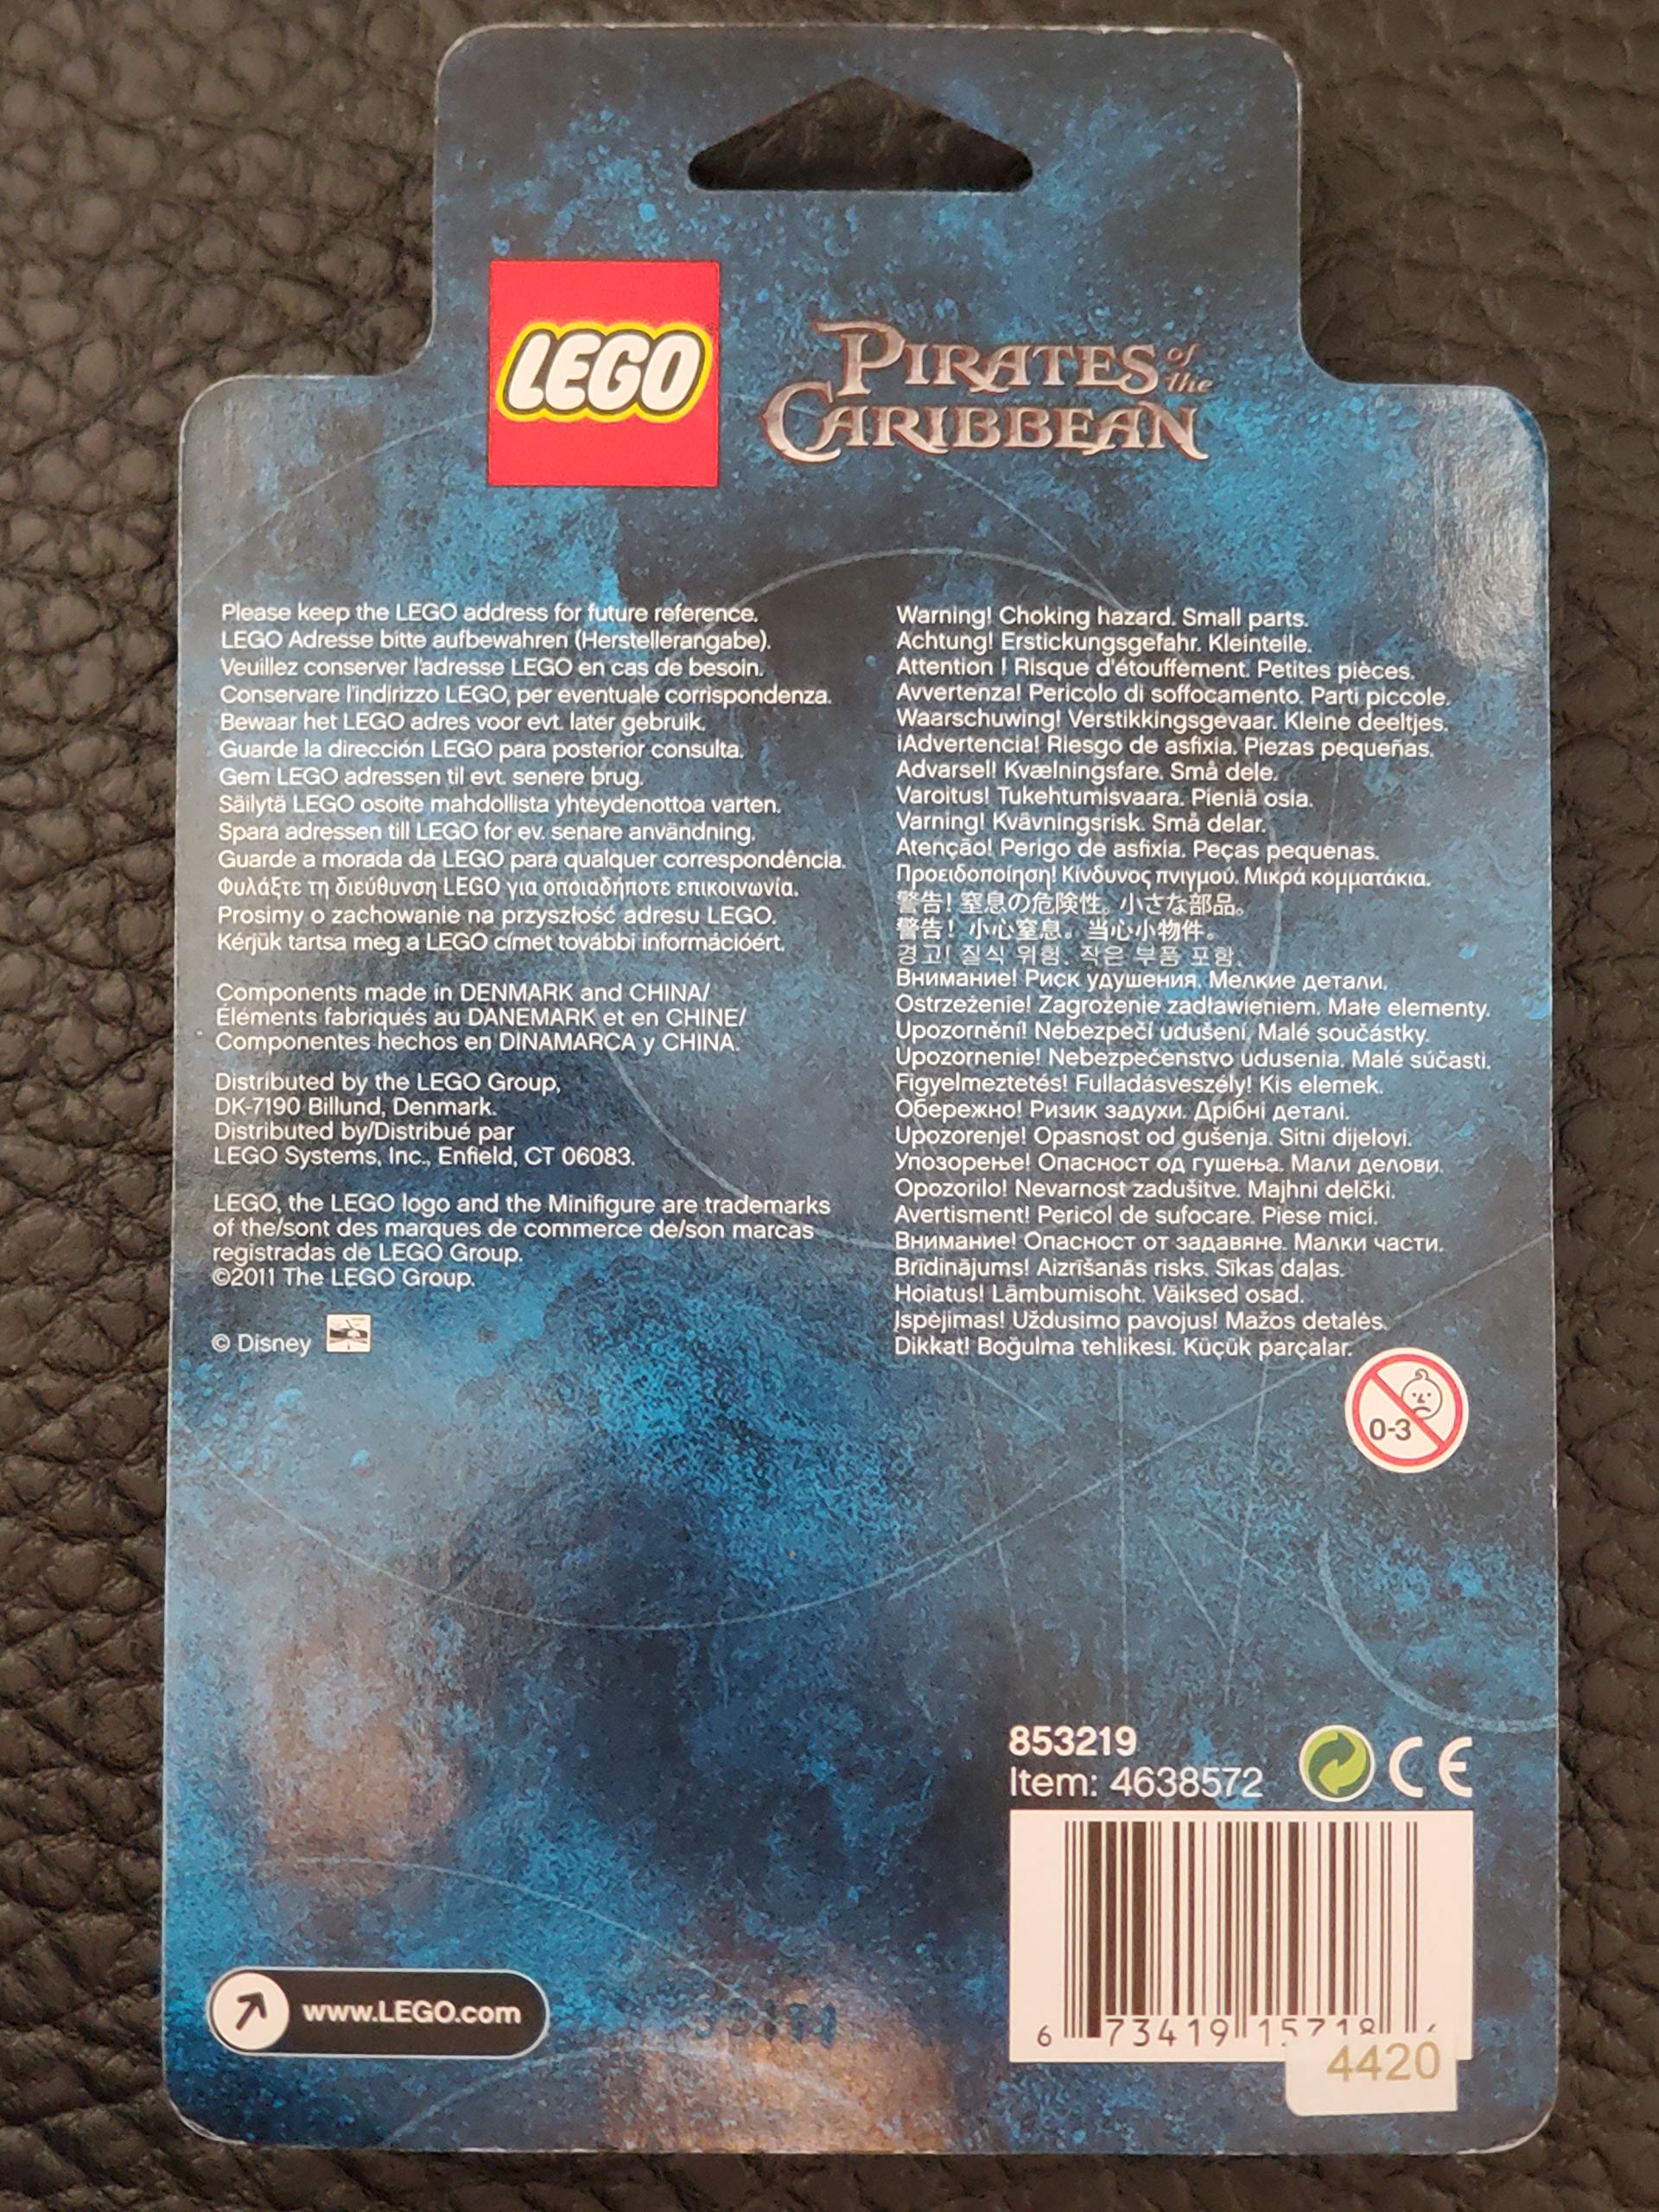 LEGO
PIRATES of the
CARIBBEAN
Please keep the LEGO address for future reference.
LEGO Adresse bitte aufbewahren (Herstellerangabe).
Veuillez conserver l'adresse LEGO en cas de besoin.
Conservare l'indirizzo LEGO, per eventuale corrispondenza.
Bewaar het LEGO adres voor evt. later gebruik.
Guarde la dirección LEGO para posterior consulta.
Gem LEGO adressen til evt. senere brug.
Säilytä LEGO osoite mahdollista yhteydenottoa varten.
Spara adressen till LEGO for ev. senare användning.
Guarde a morada da LEGO para qualquer correspondência.
Φυλάξτε τη διεύθυνση LEGO για οποιαδήποτε επικοινωνία.
Prosimy o zachowanie na przyszłość adresu LEGO.
Kérjük tartsa meg a LEGO címet további információért.
Components made in DENMARK and CHINA/
Éléments fabriqués au DANEMARK et en CHINE/
Componentes hechos en DINAMARCA y CHINA.
Distributed by the LEGO Group,
DK-7190 Billund, Denmark.
Distributed by/Distribué par
LEGO Systems, Inc., Enfield, CT 06083.
LEGO, the LEGO logo and the Minifigure are trademarks
of the/sont des marques de commerce de/son marcas
registradas de LEGO Group.
©2011 The LEGO Group.
© Disney
Warning! Choking hazard. Small parts.
Achtung! Erstickungsgefahr. Kleinteile.
Attention ! Risque d'étouffement. Petites pièces.
Avvertenza! Pericolo di soffocamento. Parti piccole.
Waarschuwing! Verstikkingsgevaar. Kleine deeltjes.
¡Advertencia! Riesgo de asfixia. Piezas pequeñas.
Advarsel! Kvælningsfare. Små dele.
Varoitus! Tukehtumisvaara. Pieniä osia.
Varning! Kvävningsrisk. Små delar.
Atenção! Perigo de asfixia. Peças pequenas.
Προειδοποίηση! Κίνδυνος πνιγμού. Μικρά κομματάκια.
警告! 窒息の危険性。小さな部品。
警告! 小心窒息。当心小物件。
경고! 질식 위험. 작은 부품 포함.
Внимание! Риск удушения. Мелкие детали.
Ostrzeżenie! Zagrożenie zadławieniem. Małe elementy.
Upozornění! Nebezpečí udušení. Malé součástky.
Upozornenie! Nebezpečenstvo udusenia. Malé súčasti.
Figyelmeztetés! Fulladásveszély! Kis elemek.
Обережно! Ризик задухи. Дрібні деталі.
Upozorenje! Opasnost od gušenja. Sitni dijelovi.
Упозорење! Опасност од гушења. Мали делови.
Opozorilo! Nevarnost zadušitve. Majhni delčki.
Avertisment! Pericol de sufocare. Piese mici.
Внимание! Опасност от задавяне. Малки части.
Brīdinājums! Aizrīšanās risks. Sīkas daļas.
Hoiatus! Lämbumisoht. Väiksed osad.
Įspėjimas! Uždusimo pavojus! Mažos detalės.
Dikkat! Boğulma tehlikesi. Küçük parçalar.
0-3
853219
Item: 4638572
CE
6 73419 15718
4420
www.LEGO.com